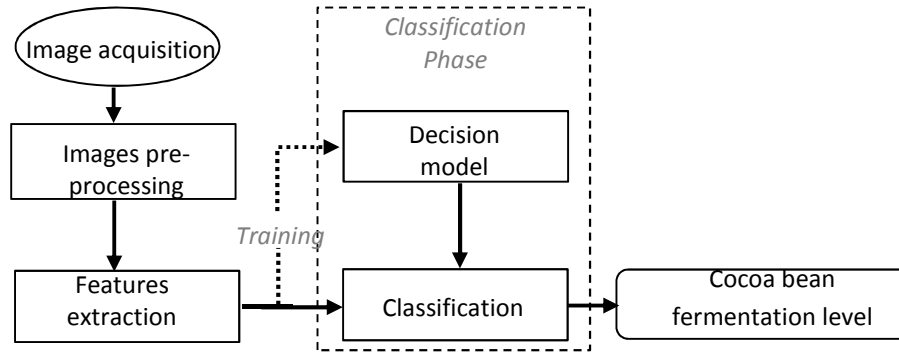 Image acquisition
Images pre-
processing
Features
extraction
Training
Classification
Phase
Decision
model
Classification
Cocoa bean
fermentation level